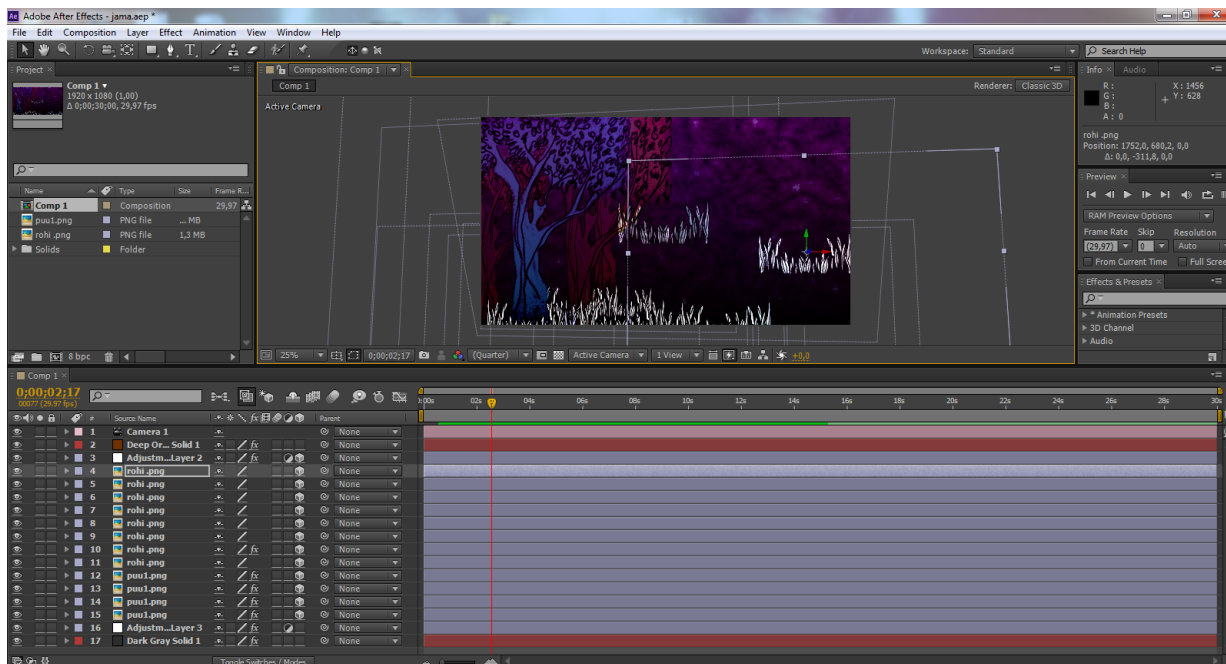 Adobe After Effects - jama.aep *
File Edit Composition Layer Effect Animation View Window Help
Workspace: Standard Search Help
Project
Comp 1
1920 x 1080 (1,00)
Δ 0;00;30;00, 29,97 fps
Name Type Size Frame R...
Comp 1 Composition 29,97
puu1.png PNG file ... MB
rohi .png PNG file 1,3 MB
Solids Folder
8 bpc
Composition: Comp 1
Comp 1 Renderer: Classic 3D
Active Camera
25% 0;00;02;17 (Quarter) Active Camera 1 View +0,0
Info Audio
R : X : 1456
G : Y : 628
B :
A : 0
rohi .png
Position: 1752,0, 680,2, 0,0
Δ: 0,0, -311,8, 0,0
Preview
RAM Preview Options
Frame Rate Skip Resolution
(29,97) 0 Auto
From Current Time Full Scree
Effects & Presets
* Animation Presets
3D Channel
Audio
Comp 1
0;00;02;17
00077 (29.97 fps)
:00s 02s 04s 06s 08s 10s 12s 14s 16s 18s 20s 22s 24s 26s 28s 30s
# Source Name Parent
1 Camera 1 None
2 Deep Or... Solid 1 None
3 Adjustm...Layer 2 None
4 rohi .png None
5 rohi .png None
6 rohi .png None
7 rohi .png None
8 rohi .png None
9 rohi .png None
10 rohi .png None
11 rohi .png None
12 puu1.png None
13 puu1.png None
14 puu1.png None
15 puu1.png None
16 Adjustm...Layer 3 None
17 Dark Gray Solid 1 None
Toggle Switches / Modes